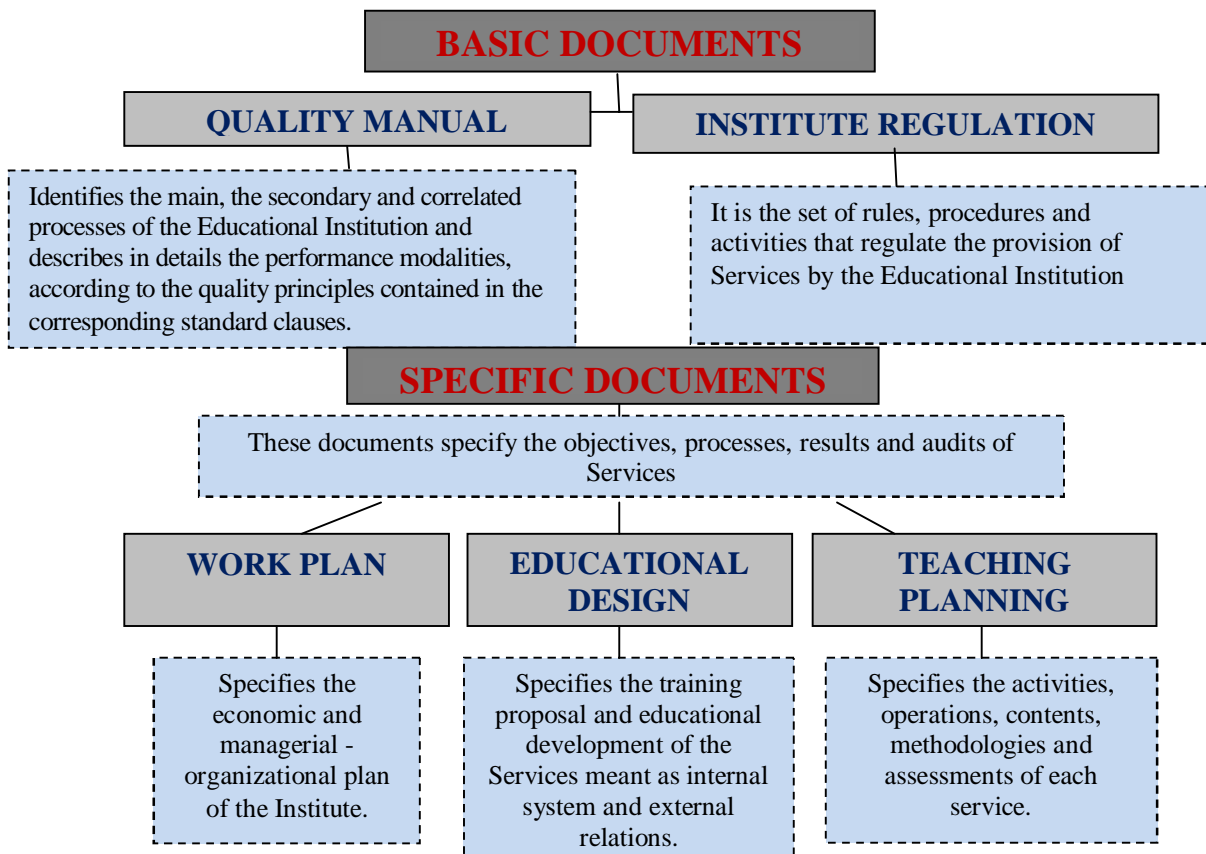 BASIC DOCUMENTS
QUALITY MANUAL
INSTITUTE REGULATION
Identifies the main, the secondary and correlated
processes of the Educational Institution and
describes in details the performance modalities,
according to the quality principles contained in the
corresponding standard clauses.
It is the set of rules, procedures and
activities that regulate the provision of
Services by the Educational Institution
SPECIFIC DOCUMENTS
These documents specify the objectives, processes, results and audits of
Services
WORK PLAN
EDUCATIONAL
DESIGN
TEACHING
PLANNING
Specifies the
economic and
managerial -
organizational plan
of the Institute.
Specifies the training
proposal and educational
development of the
Services meant as internal
system and external
relations.
Specifies the activities,
operations, contents,
methodologies and
assessments of each
service.